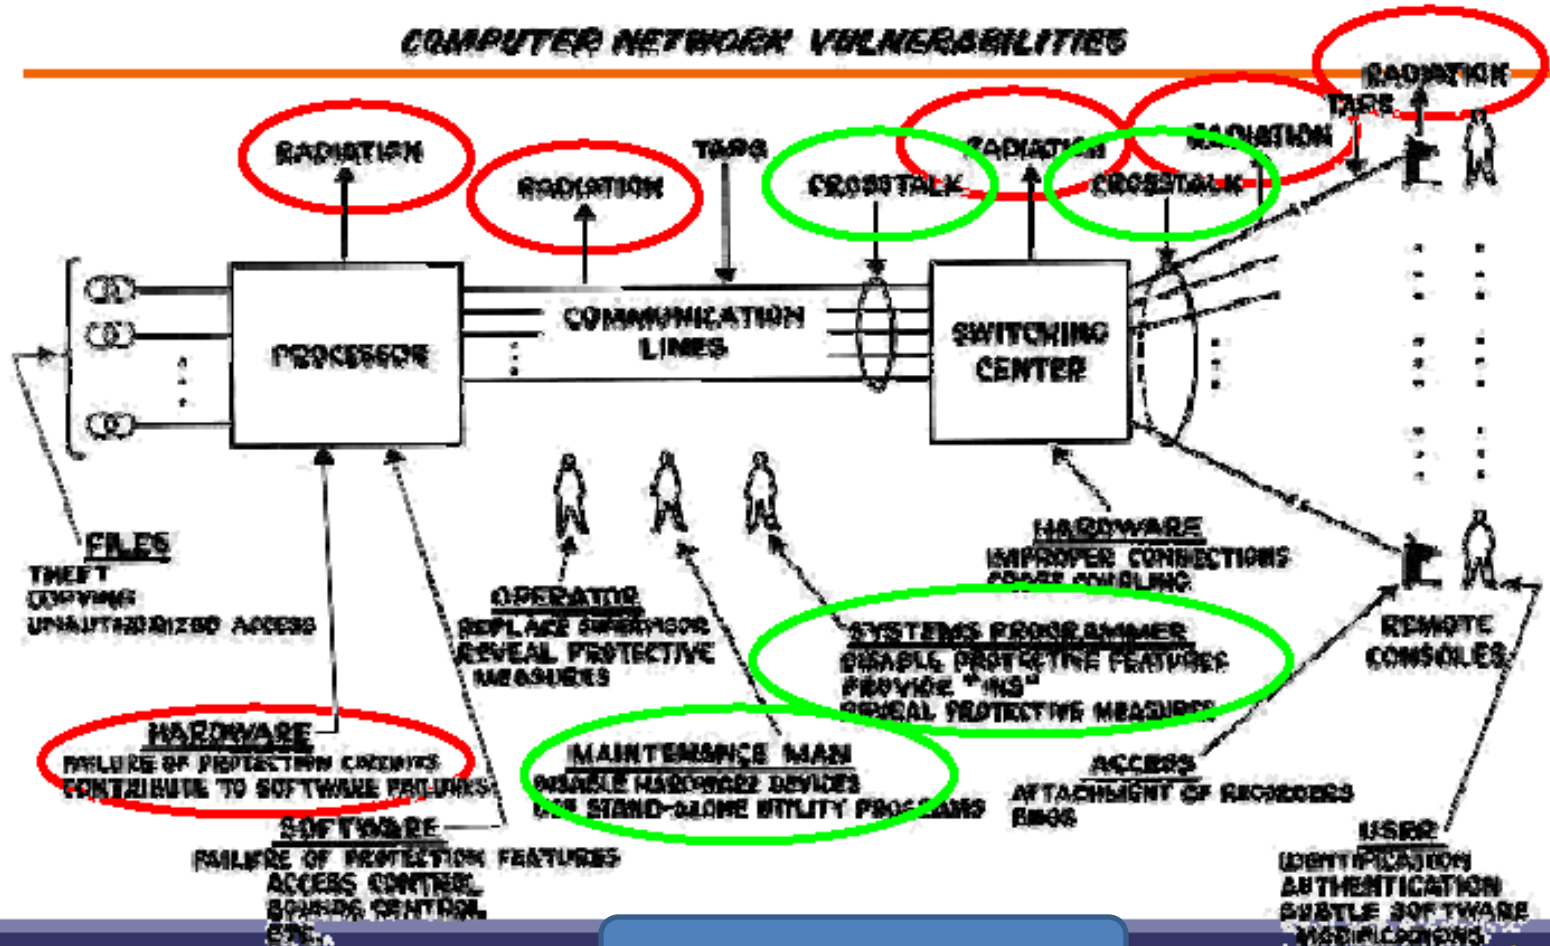 COMPUTER NETWORK VULNERABILITIES
RADIATION
RADIATION
TAPS
CROSSTALK
RADIATION
CROSSTALK
RADIATION
TAPS
RADIATION
PROCESSOR
COMMUNICATION
LINES
SWITCHING
CENTER
FILES
THEFT
COPYING
UNAUTHORIZED ACCESS
OPERATOR
REPLACE SUPERVISOR
REVEAL PROTECTIVE
MEASURES
HARDWARE
IMPROPER CONNECTIONS
CROSS COUPLING
SYSTEMS PROGRAMMER
DISABLE PROTECTIVE FEATURES
PROVIDE "INS"
REVEAL PROTECTIVE MEASURES
REMOTE
CONSOLES
HARDWARE
FAILURE OF PROTECTION CIRCUITS
CONTRIBUTE TO SOFTWARE FAILURES
MAINTENANCE MAN
DISABLE HARDWARE DEVICES
USE STAND-ALONE UTILITY PROGRAMS
ACCESS
ATTACHMENT OF RECORDERS
BUGS
SOFTWARE
FAILURE OF PROTECTION FEATURES
ACCESS CONTROL
BOUNDS CONTROL
ETC.
USER
IDENTIFICATION
AUTHENTICATION
SUBTLE SOFTWARE
MODIFICATIONS